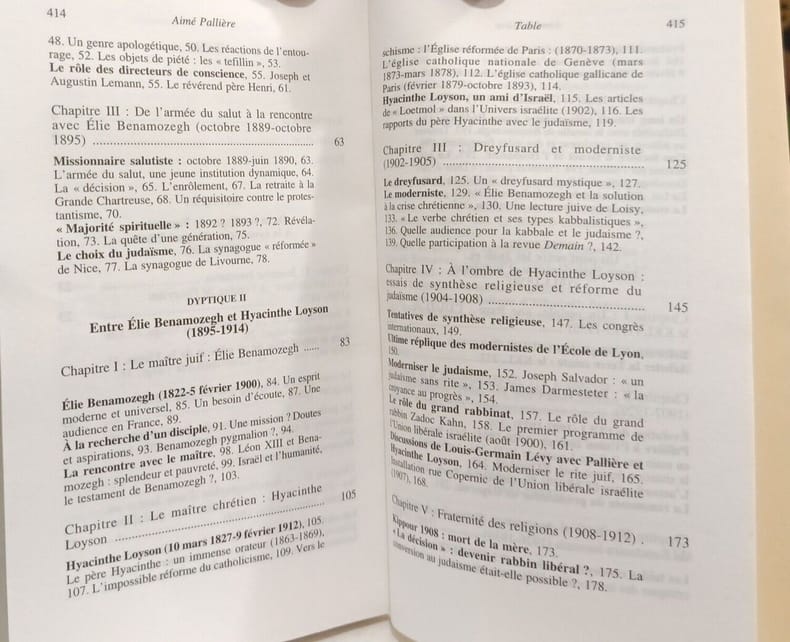 414
Aimé Pallière
48. Un genre apologétique, 50. Les réactions de l'entou-
rage, 52. Les objets de piété : les « tefillin », 53.
Le rôle des directeurs de conscience, 55. Joseph et
Augustin Lemann, 55. Le révérend père Henri, 61.
Chapitre III : De l'armée du salut à la rencontre
avec Élie Benamozegh (octobre 1889-octobre
1895) ........................................................ 63
Missionnaire salutiste : octobre 1889-juin 1890, 63.
L'armée du salut, une jeune institution dynamique, 64.
La « décision », 65. L'enrôlement, 67. La retraite à la
Grande Chartreuse, 68. Un réquisitoire contre le protes-
tantisme, 70.
« Majorité spirituelle » : 1892 ? 1893 ?, 72. Révéla-
tion, 73. La quête d'une génération, 75.
Le choix du judaïsme, 76. La synagogue « réformée »
de Nice, 77. La synagogue de Livourne, 78.
DYPTIQUE II
Entre Élie Benamozegh et Hyacinthe Loyson
(1895-1914)
Chapitre I : Le maître juif : Élie Benamozegh ...... 83
Élie Benamozegh (1822-5 février 1900), 84. Un esprit
moderne et universel, 85. Un besoin d'écoute, 87. Une
audience en France, 89.
À la recherche d'un disciple, 91. Une mission ? Doutes
et aspirations, 93. Benamozegh pygmalion ?, 94.
La rencontre avec le maître, 98. Léon XIII et Bena-
mozegh : splendeur et pauvreté, 99. Israël et l'humanité,
le testament de Benamozegh ?, 103.
Chapitre II : Le maître chrétien : Hyacinthe
Loyson ........................................................ 105
Hyacinthe Loyson (10 mars 1827-9 février 1912), 105.
Le père Hyacinthe : un immense orateur (1863-1869),
107. L'impossible réforme du catholicisme, 109. Vers le
Table
415
schisme : l'Église réformée de Paris : (1870-1873), 111.
L'église catholique nationale de Genève (mars
1873-mars 1878), 112. L'église catholique gallicane de
Paris (février 1879-octobre 1893), 114.
Hyacinthe Loyson, un ami d'Israël, 115. Les articles
de « Loetmol » dans l'Univers israélite (1902), 116. Les
rapports du père Hyacinthe avec le judaïsme, 119.
Chapitre III : Dreyfusard et moderniste
(1902-1905) ........................................................ 125
Le dreyfusard, 125. Un « dreyfusard mystique », 127.
Le moderniste, 129. « Élie Benamozegh et la solution
à la crise chrétienne », 130. Une lecture juive de Loisy,
133. « Le verbe chrétien et ses types kabbalistiques »,
136. Quelle audience pour la kabbale et le judaïsme ?,
139. Quelle participation à la revue Demain ?, 142.
Chapitre IV : À l'ombre de Hyacinthe Loyson :
essais de synthèse religieuse et réforme du
judaïsme (1904-1908) ........................................ 145
Tentatives de synthèse religieuse, 147. Les congrès
internationaux, 149.
Ultime réplique des modernistes de l'École de Lyon,
150.
Moderniser le judaïsme, 152. Joseph Salvador : « un
judaïsme sans rite », 153. James Darmesteter : « la
croyance au progrès », 154.
Le rôle du grand rabbinat, 157. Le rôle du grand
rabbin Zadoc Kahn, 158. Le premier programme de
l'Union libérale israélite (août 1900), 161.
Discussions de Louis-Germain Lévy avec Pallière et
Hyacinthe Loyson, 164. Moderniser le rite juif, 165.
Installation rue Copernic de l'Union libérale israélite
(1907), 168.
Chapitre V : Fraternité des religions (1908-1912) . 173
Kippour 1908 : mort de la mère, 173.
« La décision » : devenir rabbin libéral ?, 175. La
conversion au judaïsme était-elle possible ?, 178.